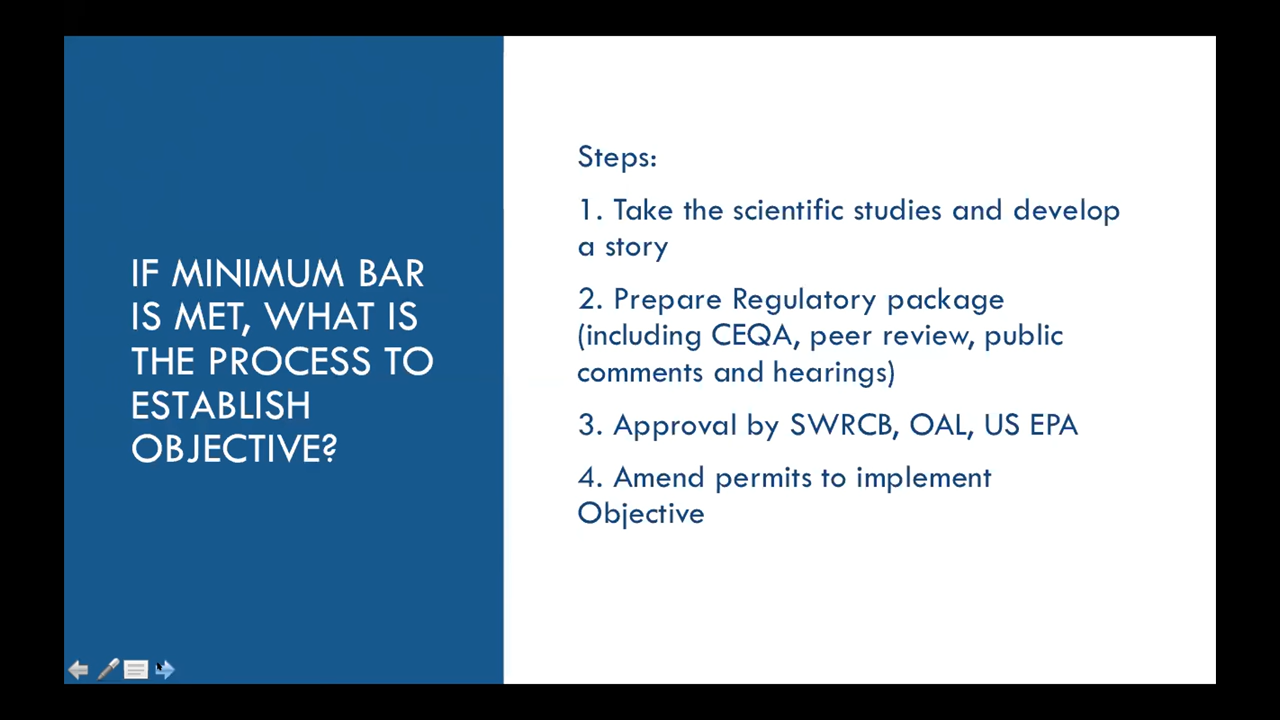 IF MINIMUM BAR
IS MET, WHAT IS
THE PROCESS TO
ESTABLISH
OBJECTIVE?
Steps:
1. Take the scientific studies and develop
a story
2. Prepare Regulatory package
(including CEQA, peer review, public
comments and hearings)
3. Approval by SWRCB, OAL, US EPA
4. Amend permits to implement
Objective